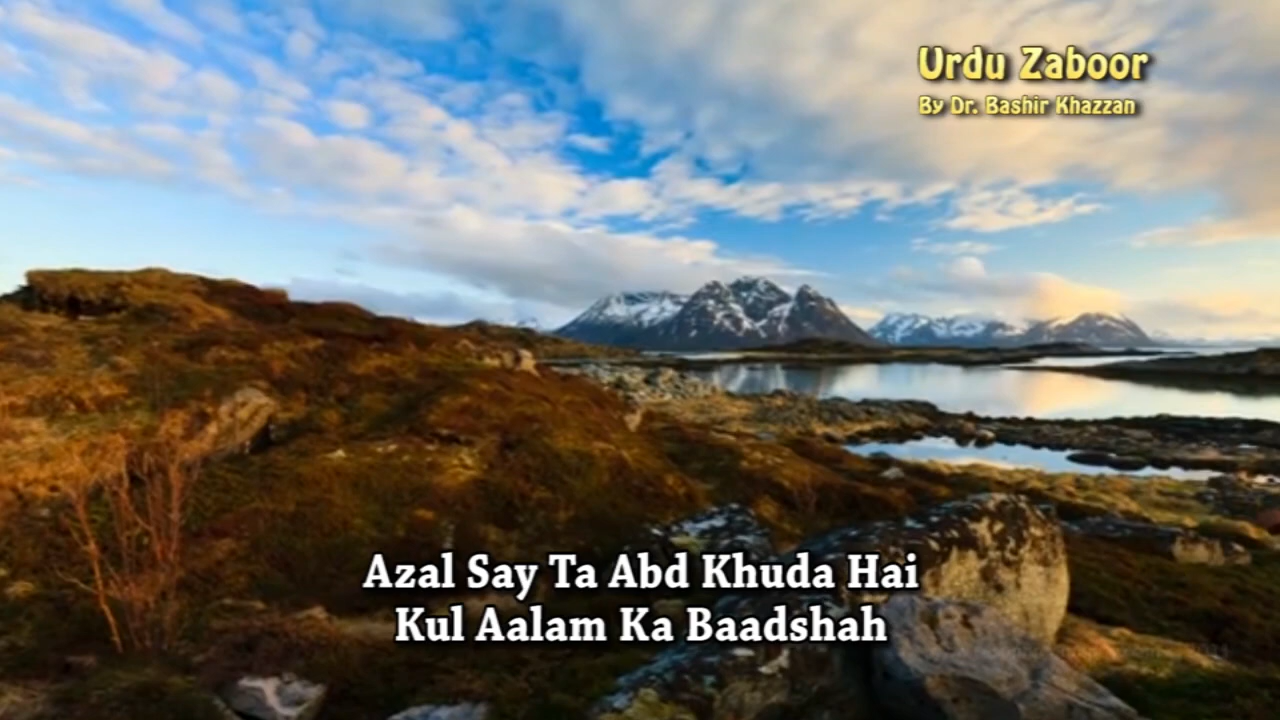 Urdu Zaboor
By Dr. Bashir Khazzan
Azal Say Ta Abd Khuda Hai
Kul Aalam Ka Baadshah